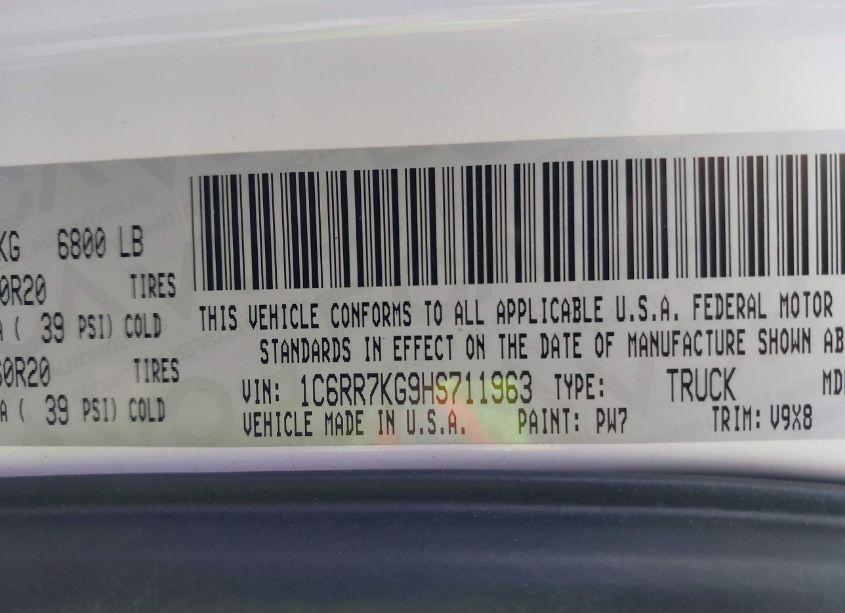 KG 6800 LB
0R20 TIRES
A ( 39 PSI) COLD
60R20 TIRES
A ( 39 PSI) COLD
THIS VEHICLE CONFORMS TO ALL APPLICABLE U.S.A. FEDERAL MOTOR
STANDARDS IN EFFECT ON THE DATE OF MANUFACTURE SHOWN AB
VIN: 1C6RR7KG9HS711963 TYPE: TRUCK MD
VEHICLE MADE IN U.S.A. PAINT: PW7 TRIM: V9X8